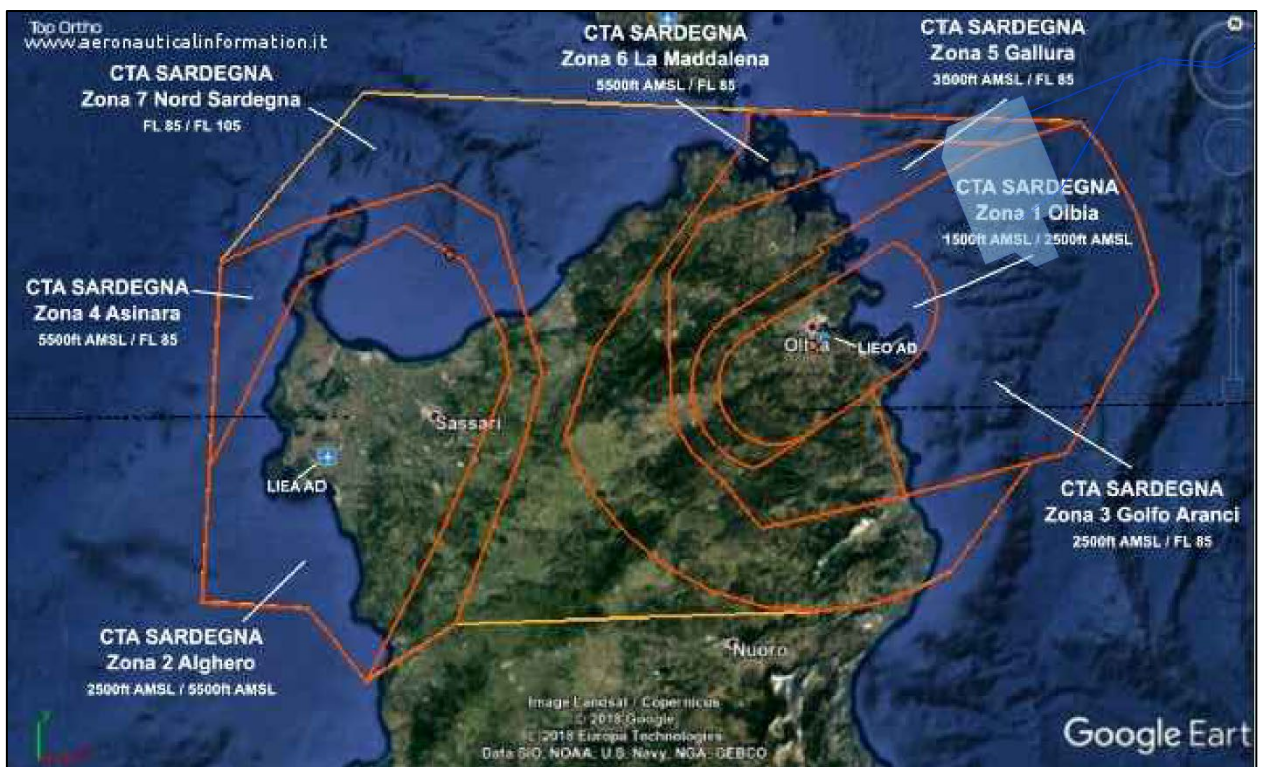 Top Ortho
www.aeronauticalinformation.it
CTA SARDEGNA
Zona 7 Nord Sardegna
FL 85 / FL 105
CTA SARDEGNA
Zona 6 La Maddalena
5500ft AMSL / FL 85
CTA SARDEGNA
Zona 5 Gallura
3500ft AMSL / FL 85
CTA SARDEGNA
Zona 1 Olbia
1500ft AMSL / 2500ft AMSL
CTA SARDEGNA
Zona 4 Asinara
5500ft AMSL / FL 85
Olbia
LIEO AD
Sassari
LIEA AD
CTA SARDEGNA
Zona 3 Golfo Aranci
2500ft AMSL / FL 85
CTA SARDEGNA
Zona 2 Alghero
2500ft AMSL / 5500ft AMSL
Nuoro
Image Landsat / Copernicus
© 2018 Google
© 2018 Europa Technologies
Data SIO, NOAA, U.S. Navy, NGA, GEBCO
Google Eart